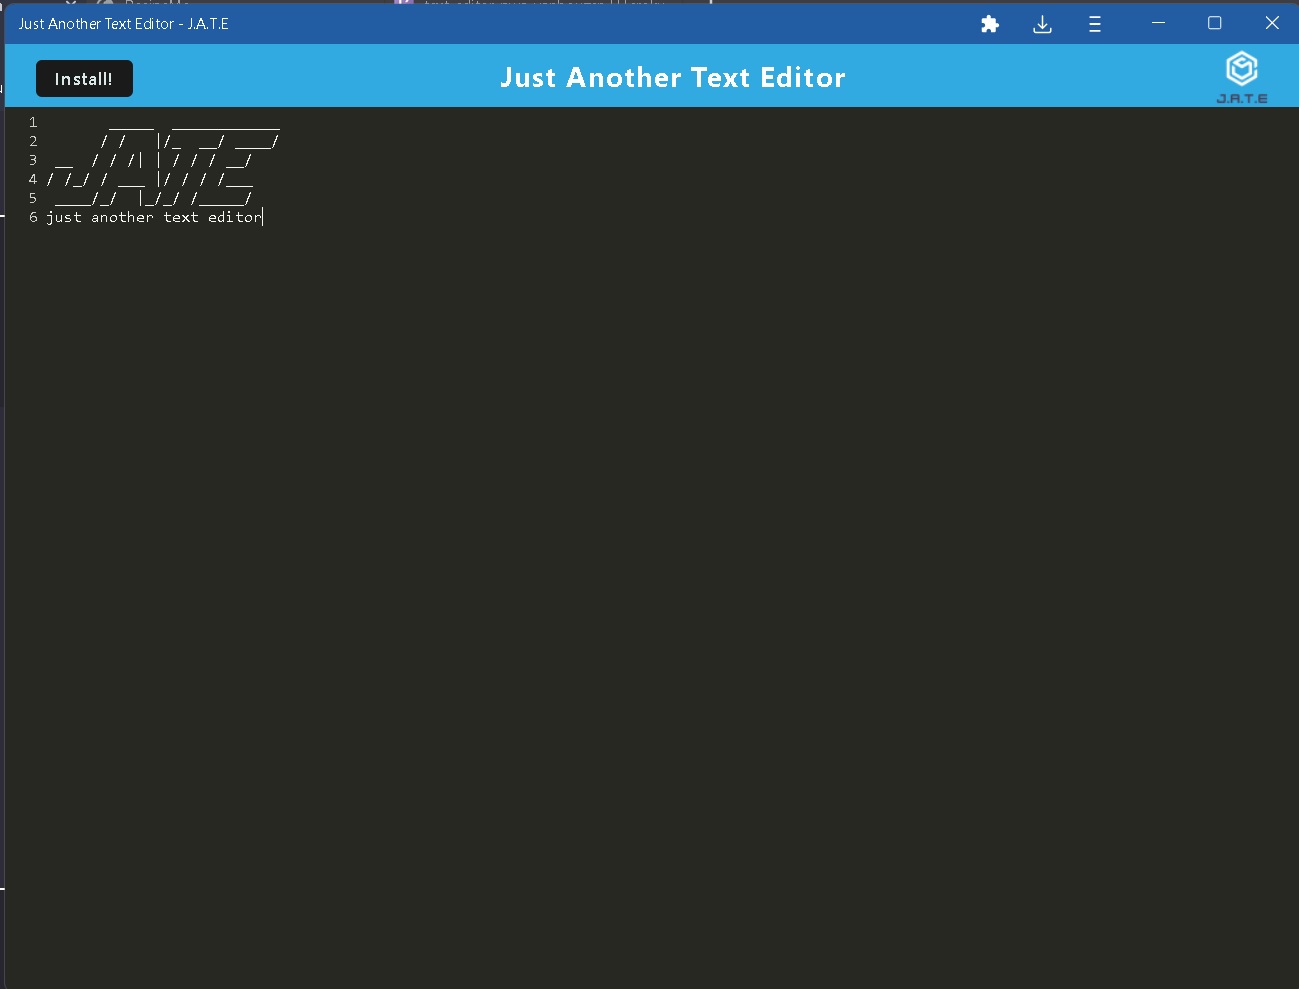 Just Another Text Editor - J.A.T.E
Install!
Just Another Text Editor
J.A.T.E
1        _____  ____________
2       / /   |/_  __/ ____/
3  __  / / /| | / / / __/
4 / /_/ / ___ |/ / / /___
5  ____/_/  |_/_/ /_____/
6 just another text editor